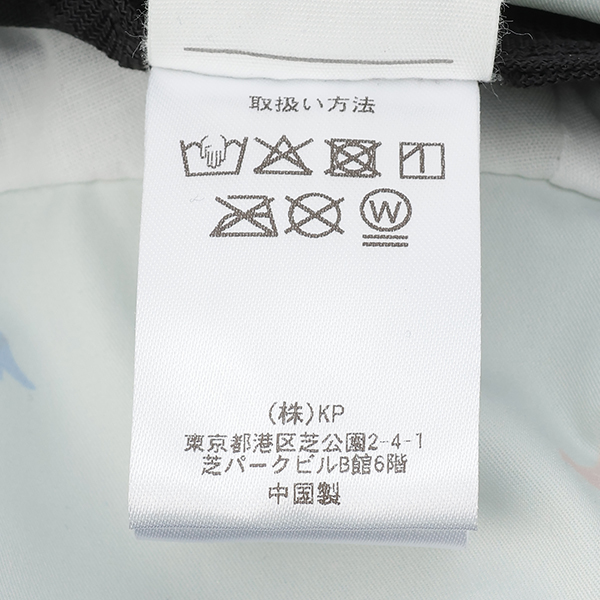 取扱い方法
W
(株)KP
東京都港区芝公園2-4-1
芝パークビルB館6階
中国製